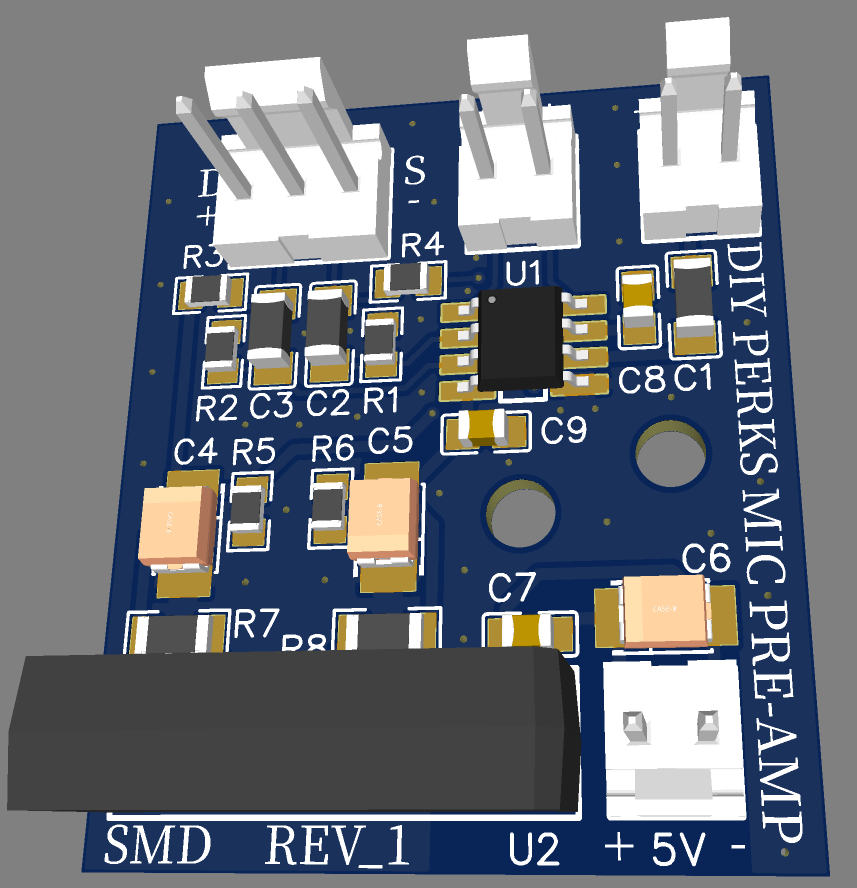 D S
+ -
R3 R4
U1
R2 C3 C2 R1
C8 C1
C9
C4 R5 R6 C5
C7 C6
R7 R8
SMD REV_1 U2 + 5V -
DIY PERKS MIC PRE-AMP